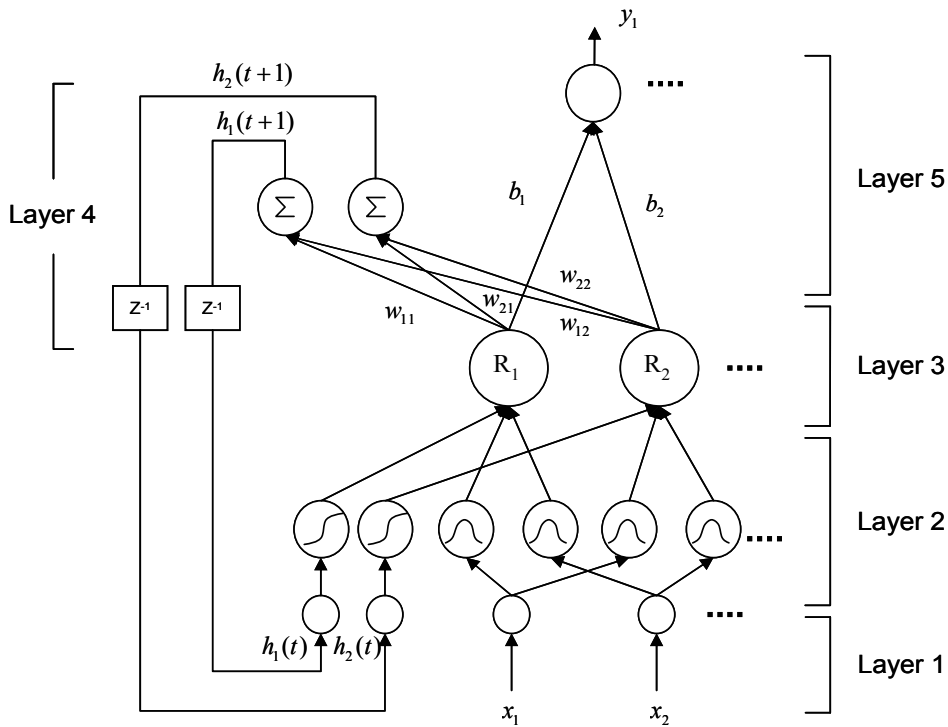 y₁
h₂(t+1)
h₁(t+1)
Layer 5
b₁
b₂
Σ
Σ
Layer 4
w₂₂
w₂₁
w₁₁
w₁₂
Z⁻¹
Z⁻¹
R₁
R₂
Layer 3
Layer 2
h₁(t)
h₂(t)
Layer 1
x₁
x₂